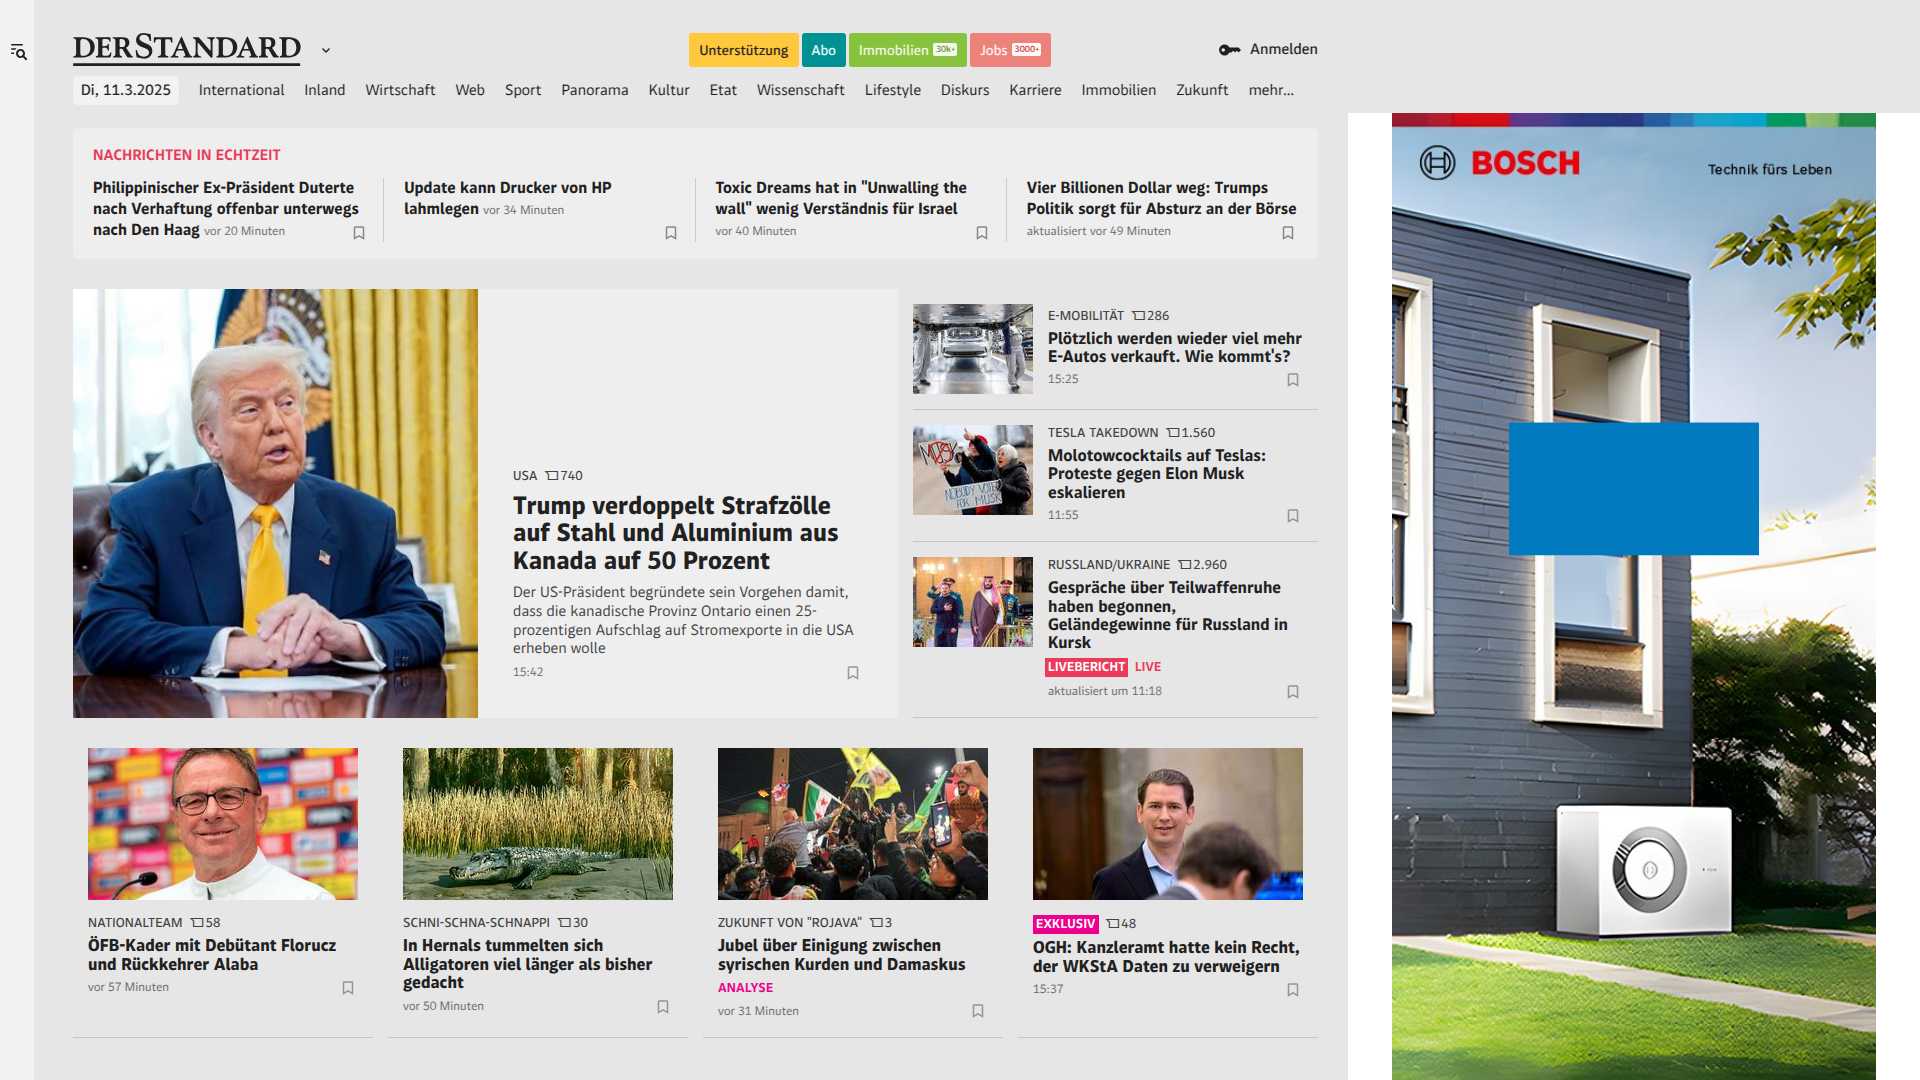 DERSTANDARD
Unterstützung
Abo
Immobilien 30k+
Jobs 3000+
Anmelden
Di, 11.3.2025
International
Inland
Wirtschaft
Web
Sport
Panorama
Kultur
Etat
Wissenschaft
Lifestyle
Diskurs
Karriere
Immobilien
Zukunft
mehr...
NACHRICHTEN IN ECHTZEIT
Philippinischer Ex-Präsident Duterte
nach Verhaftung offenbar unterwegs
nach Den Haag vor 20 Minuten
Update kann Drucker von HP
lahmlegen vor 34 Minuten
Toxic Dreams hat in "Unwalling the
wall" wenig Verständnis für Israel
vor 40 Minuten
Vier Billionen Dollar weg: Trumps
Politik sorgt für Absturz an der Börse
aktualisiert vor 49 Minuten
USA 740
Trump verdoppelt Strafzölle
auf Stahl und Aluminium aus
Kanada auf 50 Prozent
Der US-Präsident begründete sein Vorgehen damit,
dass die kanadische Provinz Ontario einen 25-
prozentigen Aufschlag auf Stromexporte in die USA
erheben wolle
15:42
E-MOBILITÄT 286
Plötzlich werden wieder viel mehr
E-Autos verkauft. Wie kommt's?
15:25
NOBODY VOTED
FOR MUSK
TESLA TAKEDOWN 1.560
Molotowcocktails auf Teslas:
Proteste gegen Elon Musk
eskalieren
11:55
RUSSLAND/UKRAINE 2.960
Gespräche über Teilwaffenruhe
haben begonnen,
Geländegewinne für Russland in
Kursk
LIVEBERICHT LIVE
aktualisiert um 11:18
NATIONALTEAM 58
ÖFB-Kader mit Debütant Florucz
und Rückkehrer Alaba
vor 57 Minuten
SCHNI-SCHNA-SCHNAPPI 30
In Hernals tummelten sich
Alligatoren viel länger als bisher
gedacht
vor 50 Minuten
ZUKUNFT VON "ROJAVA" 3
Jubel über Einigung zwischen
syrischen Kurden und Damaskus
ANALYSE
vor 31 Minuten
EXKLUSIV 48
OGH: Kanzleramt hatte kein Recht,
der WKStA Daten zu verweigern
15:37
BOSCH
Technik fürs Leben